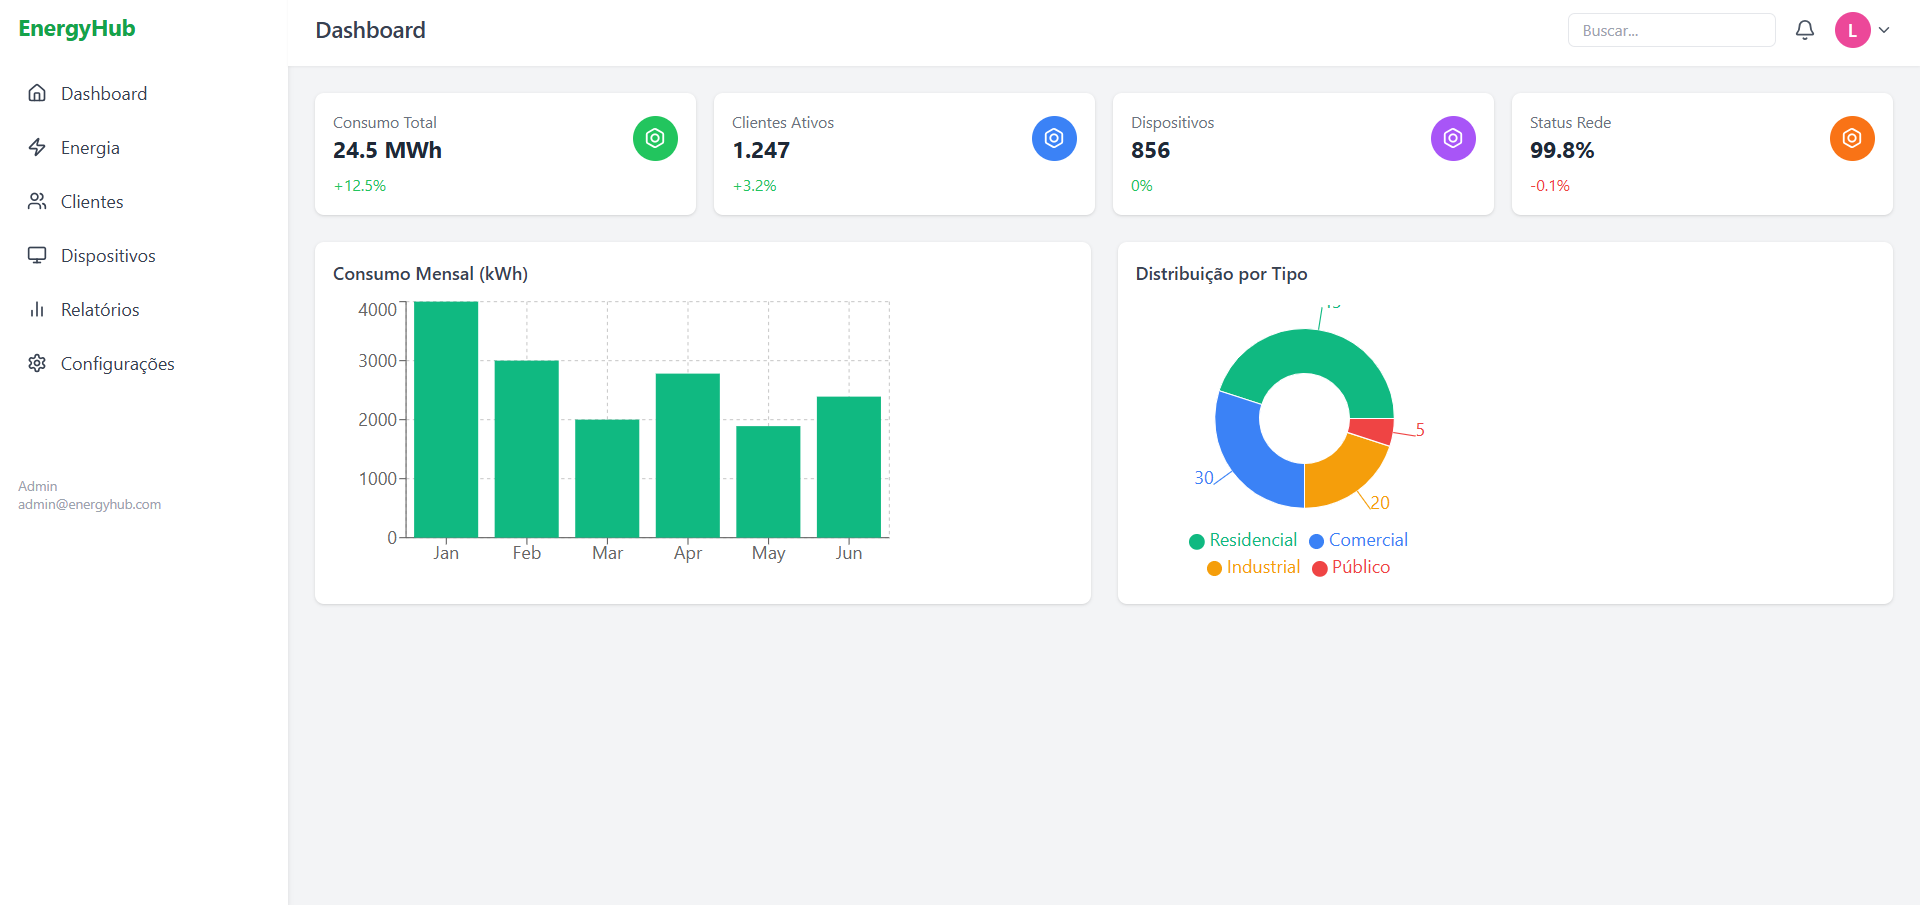 EnergyHub
Dashboard
Energia
Clientes
Dispositivos
Relatórios
Configurações
Admin
admin@energyhub.com
Dashboard
Buscar...
L
Consumo Total
24.5 MWh
+12.5%
Clientes Ativos
1.247
+3.2%
Dispositivos
856
0%
Status Rede
99.8%
-0.1%
Consumo Mensal (kWh)
4000
3000
2000
1000
0
Jan Feb Mar Apr May Jun
Distribuição por Tipo
5
30
20
Residencial Comercial
Industrial Público